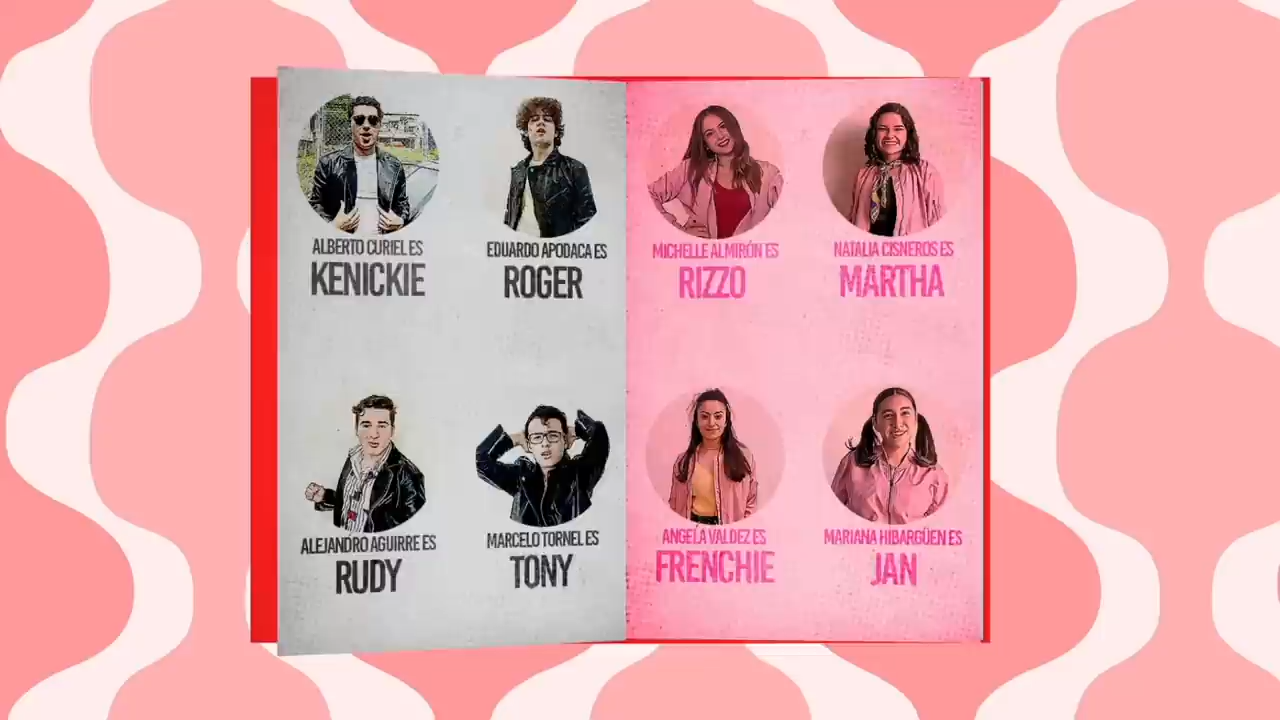 ALBERTO CURIEL ES
KENICKIE
EDUARDO APODACA ES
ROGER
ALEJANDRO AGUIRRE ES
RUDY
MARCELO TORNEL ES
TONY
MICHELLE ALMIRÓN ES
RIZZO
NATALIA CISNEROS ES
MARTHA
ANGELA VALDEZ ES
FRENCHIE
MARIANA HIBARGÜEN ES
JAN